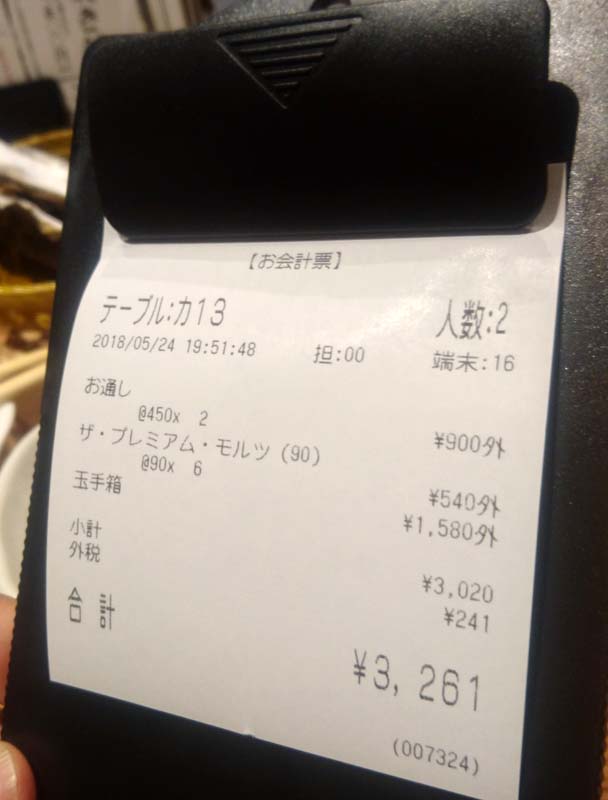 【お会計票】
テーブル:カ13 人数:2
2018/05/24 19:51:48 担:00 端末:16
お通し
@450x 2 ¥900外
ザ・プレミアム・モルツ(90)
@90x 6 ¥540外
玉手箱 ¥1,580外
小計 ¥3,020
外税 ¥241
合計 ¥3,261
(007324)